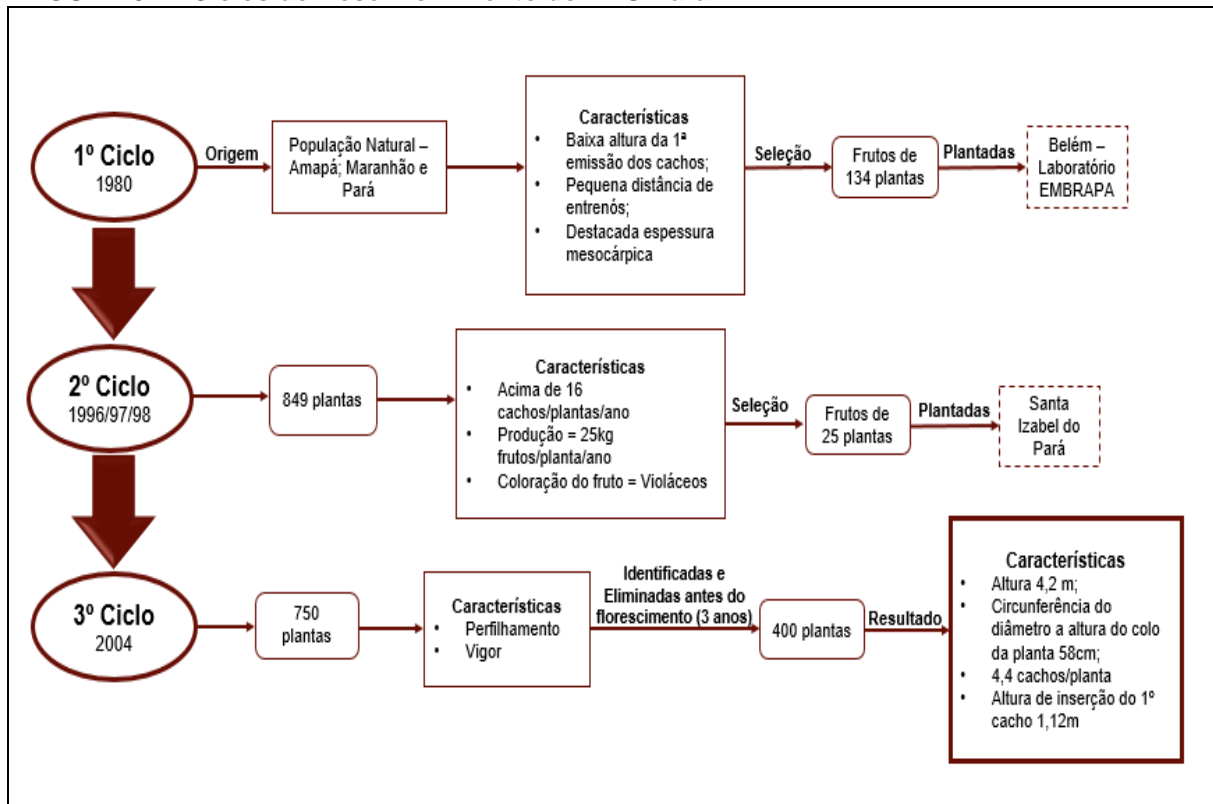 1º Ciclo
1980
Origem
População Natural –
Amapá; Maranhão e
Pará
Características
• Baixa altura da 1ª
emissão dos cachos;
• Pequena distância de
entrenós;
• Destacada espessura
mesocárpica
Seleção
Frutos de
134 plantas
Plantadas
Belém –
Laboratório
EMBRAPA
2º Ciclo
1996/97/98
849 plantas
Características
• Acima de 16
cachos/plantas/ano
• Produção = 25kg
frutos/planta/ano
• Coloração do fruto = Violáceos
Seleção
Frutos de
25 plantas
Plantadas
Santa
Izabel do
Pará
3º Ciclo
2004
750
plantas
Características
• Perfilhamento
• Vigor
Identificadas e
Eliminadas antes do
florescimento (3 anos)
400 plantas
Resultado
Características
• Altura 4,2 m;
• Circunferência do
diâmetro a altura do colo
da planta 58cm;
• 4,4 cachos/planta
• Altura de inserção do 1º
cacho 1,12m